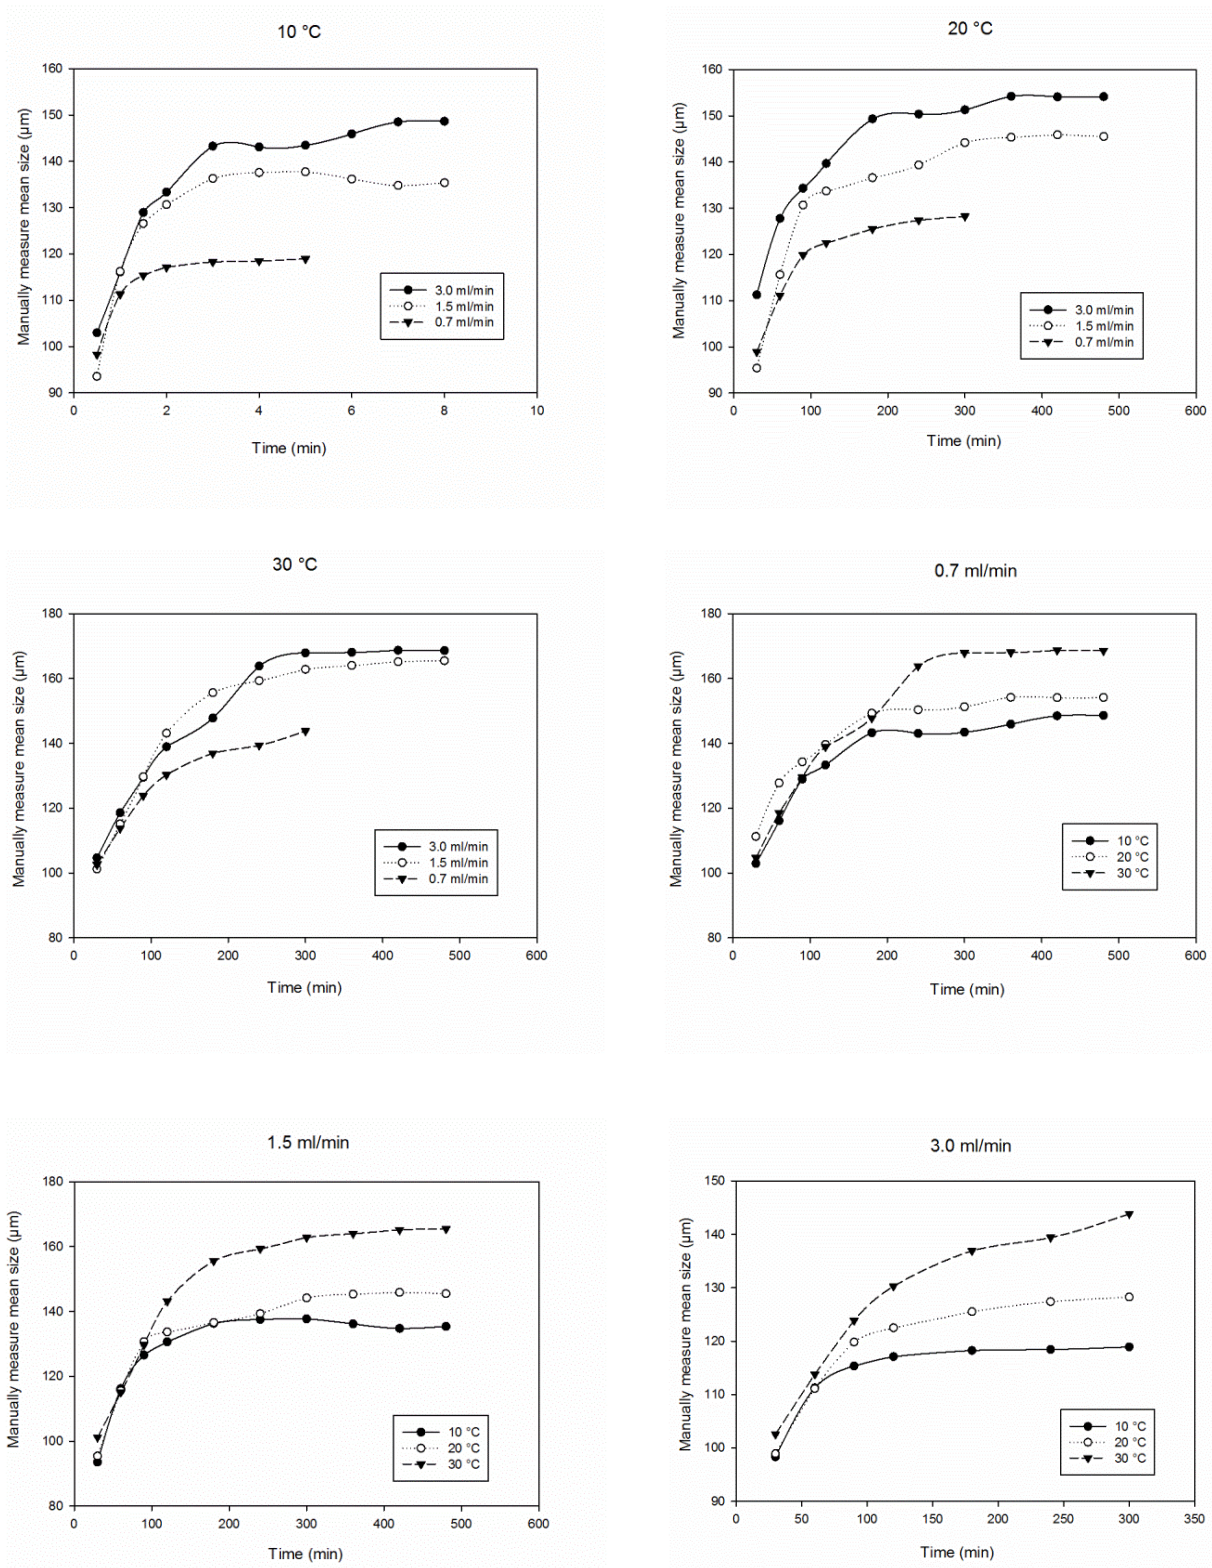 10 °C
160
150
140
130
120
110
100
90
Manually measure mean size (µm)
3.0 ml/min
1.5 ml/min
0.7 ml/min
0 2 4 6 8 10
Time (min)
20 °C
160
150
140
130
120
110
100
90
Manually measure mean size (µm)
3.0 ml/min
1.5 ml/min
0.7 ml/min
0 100 200 300 400 500 600
Time (min)
30 °C
180
160
140
120
100
80
Manually measure mean size (µm)
3.0 ml/min
1.5 ml/min
0.7 ml/min
0 100 200 300 400 500 600
Time (min)
0.7 ml/min
180
160
140
120
100
80
Manually measure mean size (µm)
10 °C
20 °C
30 °C
0 100 200 300 400 500 600
Time (min)
1.5 ml/min
180
160
140
120
100
80
Manually measure mean size (µm)
10 °C
20 °C
30 °C
0 100 200 300 400 500 600
Time (min)
3.0 ml/min
150
140
130
120
110
100
90
Manually measure mean size (µm)
10 °C
20 °C
30 °C
0 50 100 150 200 250 300 350
Time (min)